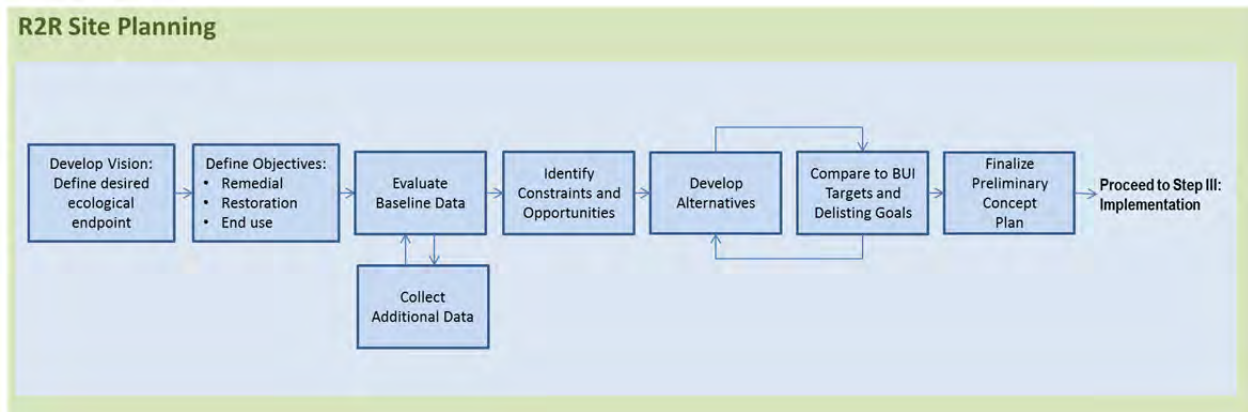 R2R Site Planning
Develop Vision:
Define desired
ecological
endpoint
Define Objectives:
• Remedial
• Restoration
• End use
Evaluate
Baseline Data
Collect
Additional Data
Identify
Constraints and
Opportunities
Develop
Alternatives
Compare to BUI
Targets and
Delisting Goals
Finalize
Preliminary
Concept
Plan
Proceed to Step III:
Implementation